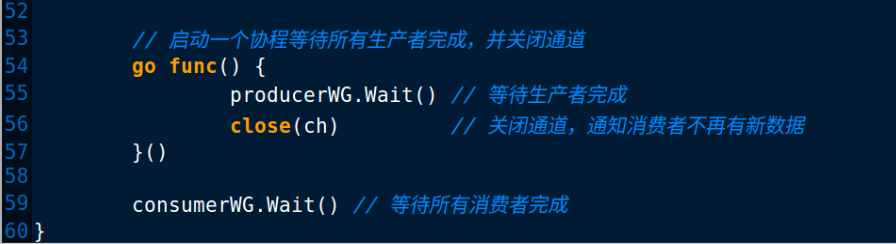 52
53 // 启动一个协程等待所有生产者完成，并关闭通道
54 go func() {
55 producerWG.Wait() // 等待生产者完成
56 close(ch) // 关闭通道，通知消费者不再有新数据
57 }()
58
59 consumerWG.Wait() // 等待所有消费者完成
60 }